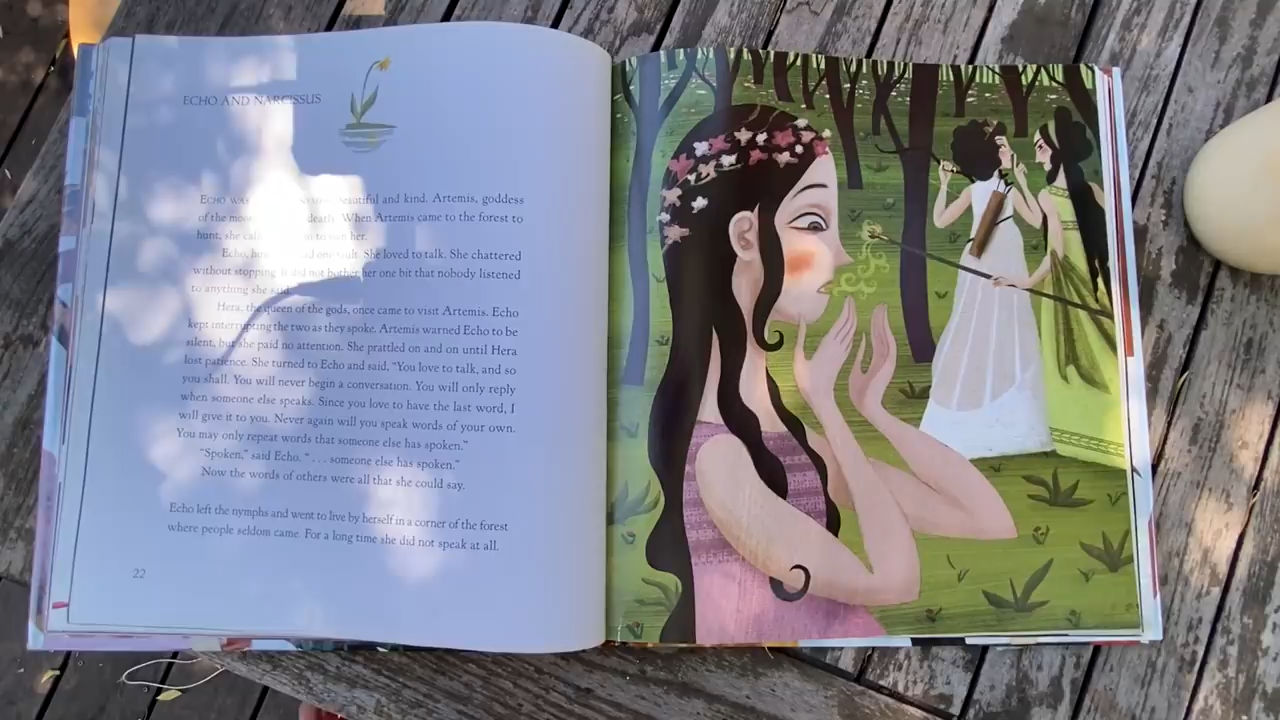 ECHO AND NARCISSUS
ECHO WAS beautiful and kind. Artemis, goddess
of the moon dearly. When Artemis came to the forest to
hunt, she to join her.
Echo, had one fault. She loved to talk. She chattered
without stopping. It did not bother her one bit that nobody listened
to anything she said.
Hera, the queen of the gods, once came to visit Artemis. Echo
kept interrupting the two as they spoke. Artemis warned Echo to be
silent, but she paid no attention. She prattled on and on until Hera
lost patience. She turned to Echo and said, "You love to talk, and so
you shall. You will never begin a conversation. You will only reply
when someone else speaks. Since you love to have the last word, I
will give it to you. Never again will you speak words of your own.
You may only repeat words that someone else has spoken."
"Spoken," said Echo. ". . . someone else has spoken."
Now the words of others were all that she could say.
Echo left the nymphs and went to live by herself in a corner of the forest
where people seldom came. For a long time she did not speak at all.
22